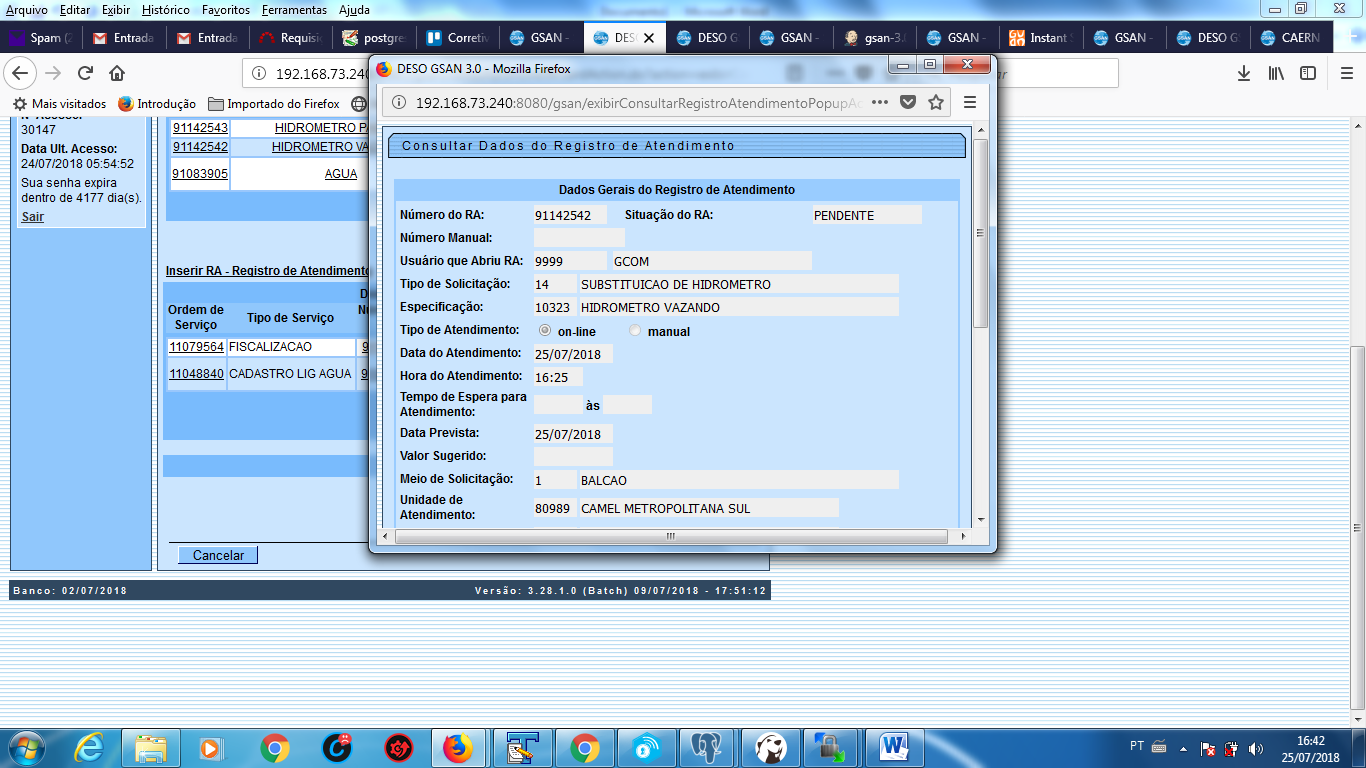 Arquivo Editar Exibir Histórico Favoritos Ferramentas Ajuda
Spam (2 Entrada Entrada Requisi postgre Corretiv GSAN - DESO DESO G GSAN - gsan-3. GSAN - Instant S GSAN - DESO GS CAERN
192.168.73.240
Mais visitados Introdução Importado do Firefox
DESO GSAN 3.0 - Mozilla Firefox
192.168.73.240:8080/gsan/exibirConsultarRegistroAtendimentoPopupAc
30147
Data Ult. Acesso:
24/07/2018 05:54:52
Sua senha expira
dentro de 4177 dia(s).
Sair
91142543 HIDROMETRO PA
91142542 HIDROMETRO VA
91083905 AGUA
Inserir RA - Registro de Atendimento
Ordem de Serviço Tipo de Serviço
11079564 FISCALIZACAO 9
11048840 CADASTRO LIG AGUA 9
Cancelar
Consultar Dados do Registro de Atendimento
Dados Gerais do Registro de Atendimento
Número do RA: 91142542 Situação do RA: PENDENTE
Número Manual:
Usuário que Abriu RA: 9999 GCOM
Tipo de Solicitação: 14 SUBSTITUICAO DE HIDROMETRO
Especificação: 10323 HIDROMETRO VAZANDO
Tipo de Atendimento: on-line manual
Data do Atendimento: 25/07/2018
Hora do Atendimento: 16:25
Tempo de Espera para
Atendimento: às
Data Prevista: 25/07/2018
Valor Sugerido:
Meio de Solicitação: 1 BALCAO
Unidade de
Atendimento: 80989 CAMEL METROPOLITANA SUL
Banco: 02/07/2018 Versão: 3.28.1.0 (Batch) 09/07/2018 - 17:51:12
PT 16:42
25/07/2018